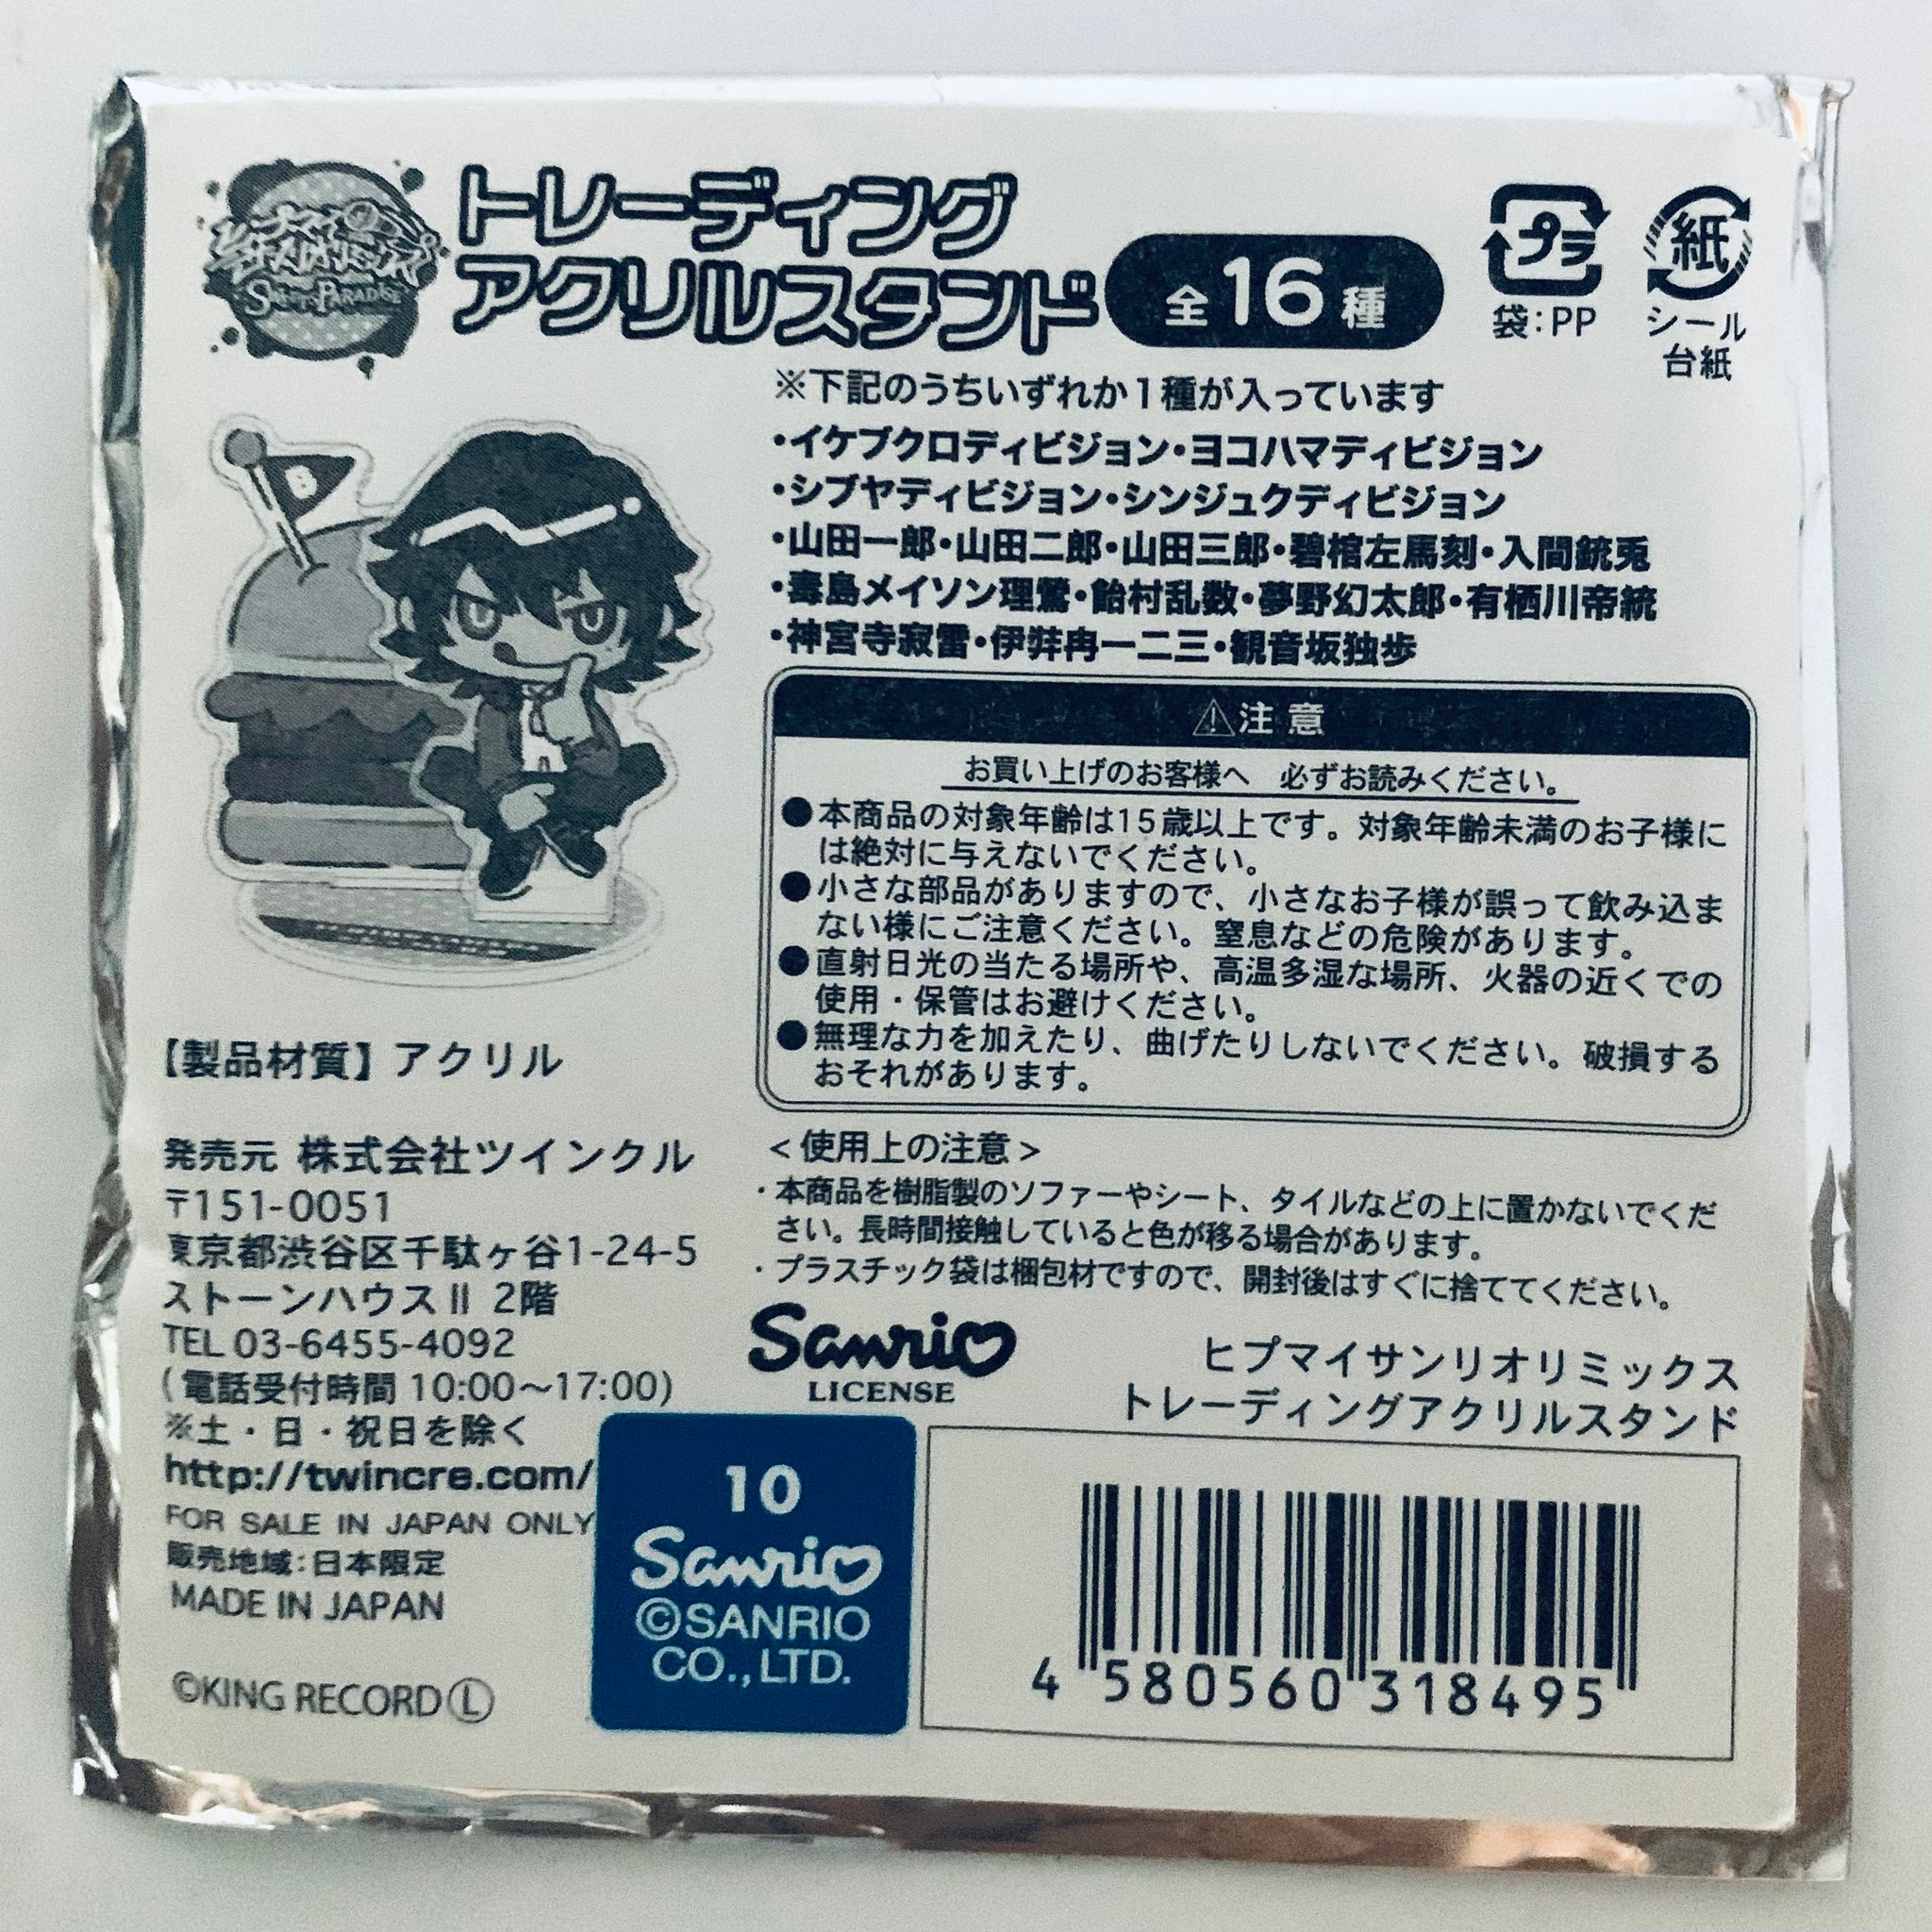 SWEETS PARADISE
トレーディング
アクリルスタンド
全16種
プラ
袋:PP
紙
シール
台紙
※下記のうちいずれか1種が入っています
・イケブクロディビジョン・ヨコハマディビジョン
・シブヤディビジョン・シンジュクディビジョン
・山田一郎・山田二郎・山田三郎・碧棺左馬刻・入間銃兎
・毒島メイソン理鶯・飴村乱数・夢野幻太郎・有栖川帝統
・神宮寺寂雷・伊弉冉一二三・観音坂独歩
B
⚠注意
お買い上げのお客様へ 必ずお読みください。
●本商品の対象年齢は15歳以上です。対象年齢未満のお子様に
は絶対に与えないでください。
●小さな部品がありますので、小さなお子様が誤って飲み込ま
ない様にご注意ください。窒息などの危険があります。
●直射日光の当たる場所や、高温多湿な場所、火器の近くでの
使用・保管はお避けください。
●無理な力を加えたり、曲げたりしないでください。破損する
おそれがあります。
【製品材質】アクリル
発売元 株式会社ツインクル
〒151-0051
東京都渋谷区千駄ヶ谷1-24-5
ストーンハウスⅡ 2階
TEL 03-6455-4092
(電話受付時間 10:00〜17:00)
※土・日・祝日を除く
http://twincre.com/
FOR SALE IN JAPAN ONLY
販売地域:日本限定
MADE IN JAPAN
©KING RECORD Ⓛ
<使用上の注意>
・本商品を樹脂製のソファーやシート、タイルなどの上に置かないでくだ
さい。長時間接触していると色が移る場合があります。
・プラスチック袋は梱包材ですので、開封後はすぐに捨ててください。
Sanrio
LICENSE
ヒプマイサンリオリミックス
トレーディングアクリルスタンド
10
Sanrio
©SANRIO
CO.,LTD.
4 580560 318495